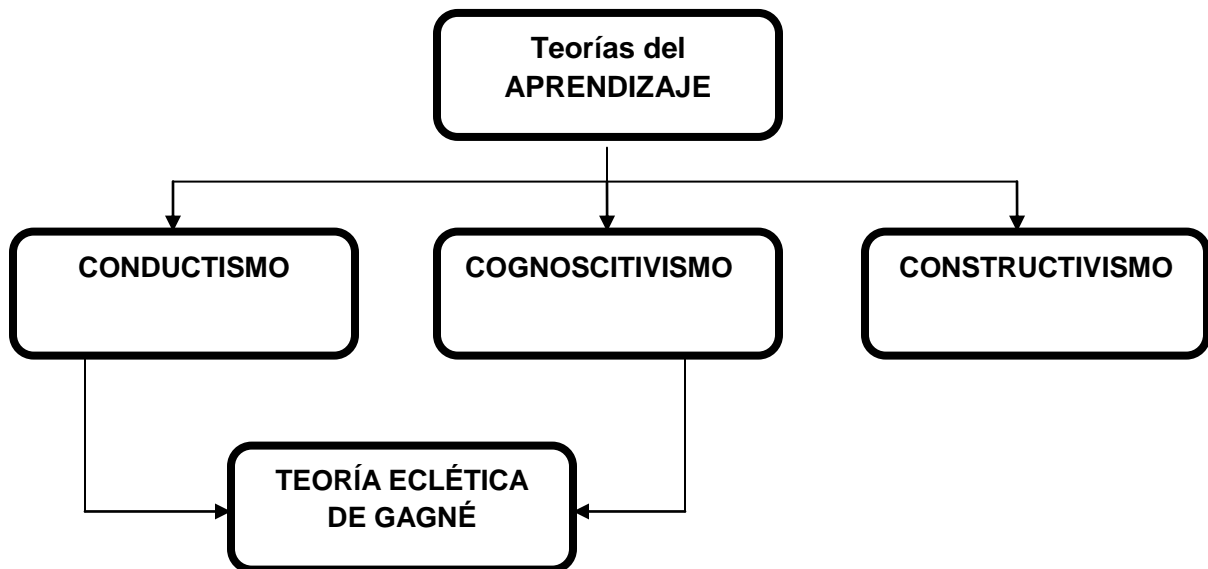 Teorías del
APRENDIZAJE
CONDUCTISMO
COGNOSCITIVISMO
CONSTRUCTIVISMO
TEORÍA ECLÉTICA
DE GAGNÉ